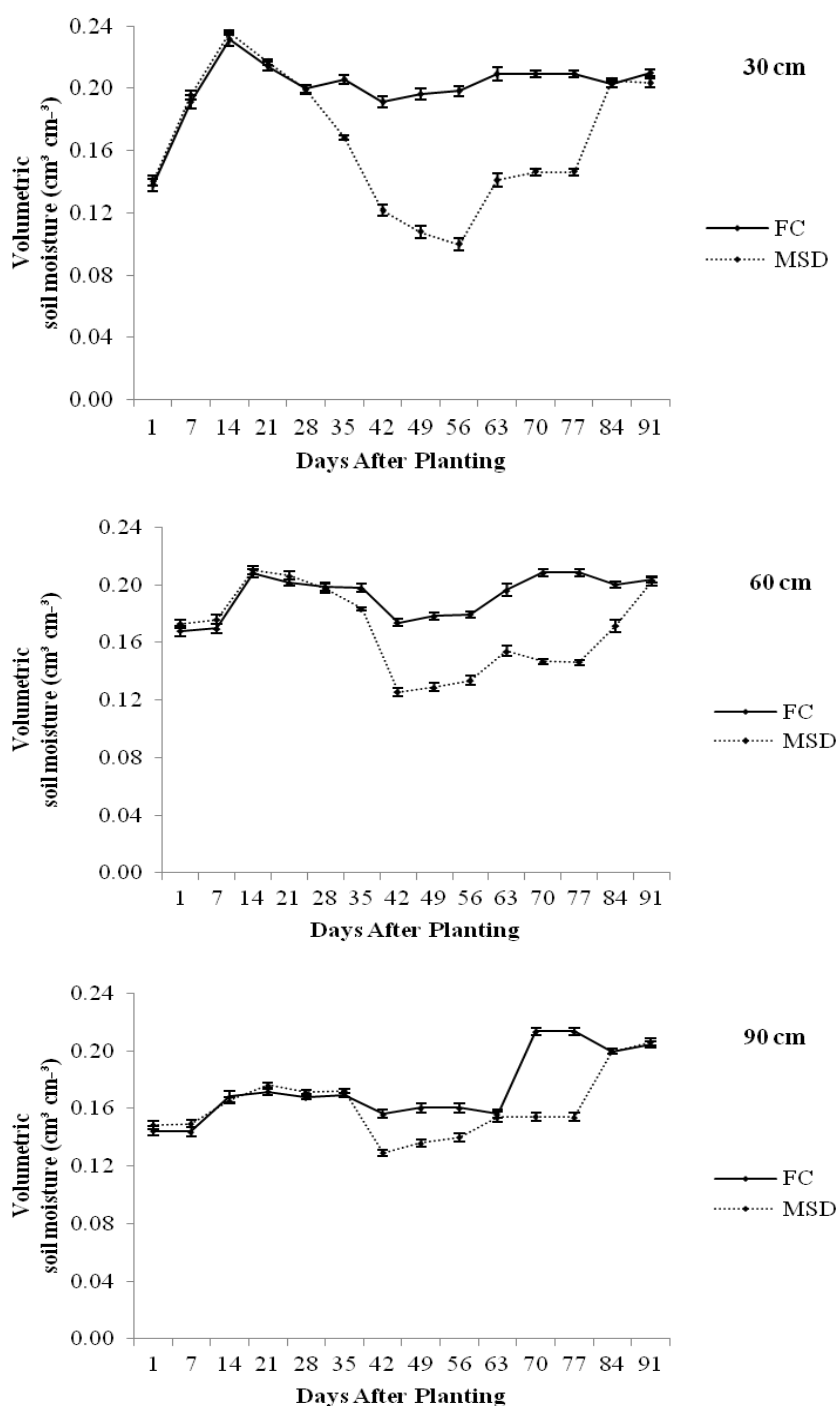 0.24
0.20
0.16
0.12
0.08
0.04
0.00
Volumetric
soil moisture (cm³ cm-³)
30 cm
FC
MSD
1 7 14 21 28 35 42 49 56 63 70 77 84 91
Days After Planting
0.24
0.20
0.16
0.12
0.08
0.04
0.00
Volumetric
soil moisture (cm³ cm-³)
60 cm
FC
MSD
1 7 14 21 28 35 42 49 56 63 70 77 84 91
Days After Planting
0.24
0.20
0.16
0.12
0.08
0.04
0.00
Volumetric
soil moisture (cm³ cm-³)
90 cm
FC
MSD
1 7 14 21 28 35 42 49 56 63 70 77 84 91
Days After Planting